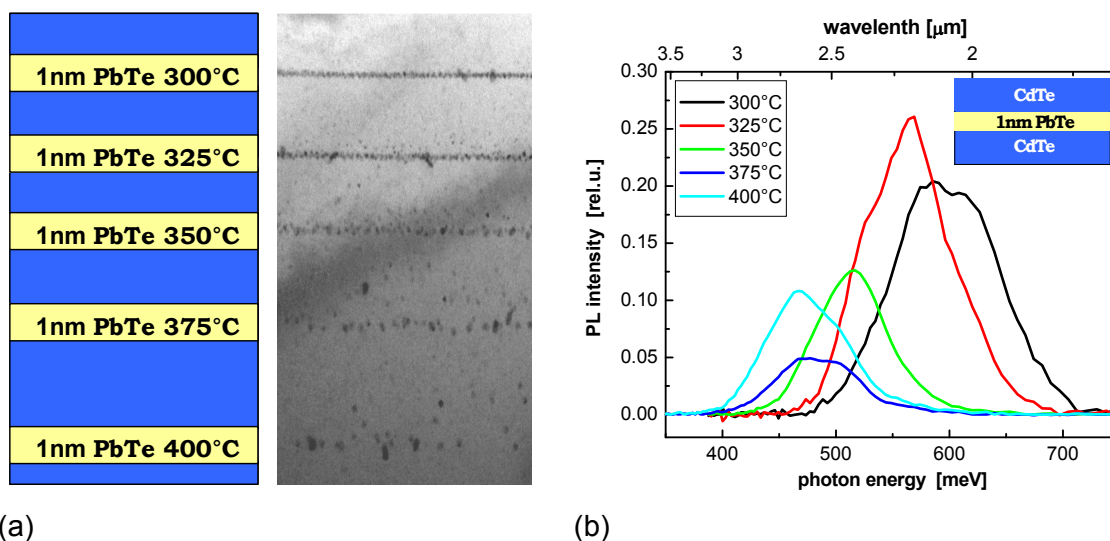 1nm PbTe 300°C
1nm PbTe 325°C
1nm PbTe 350°C
1nm PbTe 375°C
1nm PbTe 400°C
(a)
wavelenth [μm]
3.5 3 2.5 2
0.30
0.25
0.20
0.15
0.10
0.05
0.00
PL intensity [rel.u.]
300°C
325°C
350°C
375°C
400°C
CdTe
1nm PbTe
CdTe
400 500 600 700
photon energy [meV]
(b)